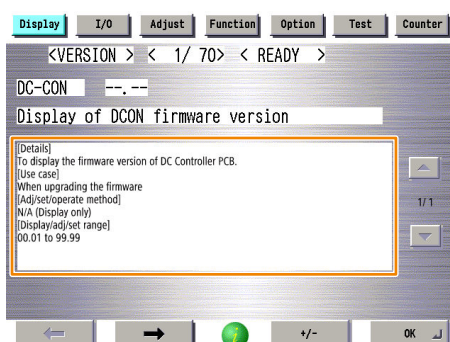 Display I/O Adjust Function Option Test Counter
<VERSION > < 1/ 70> < READY >
DC-CON --.--
Display of DCON firmware version
[Details]
To display the firmware version of DC Controller PCB.
[Use case]
When upgrading the firmware
[Adj/set/operate method]
N/A (Display only)
[Display/adj/set range]
00.01 to 99.99
1/1
+/- OK